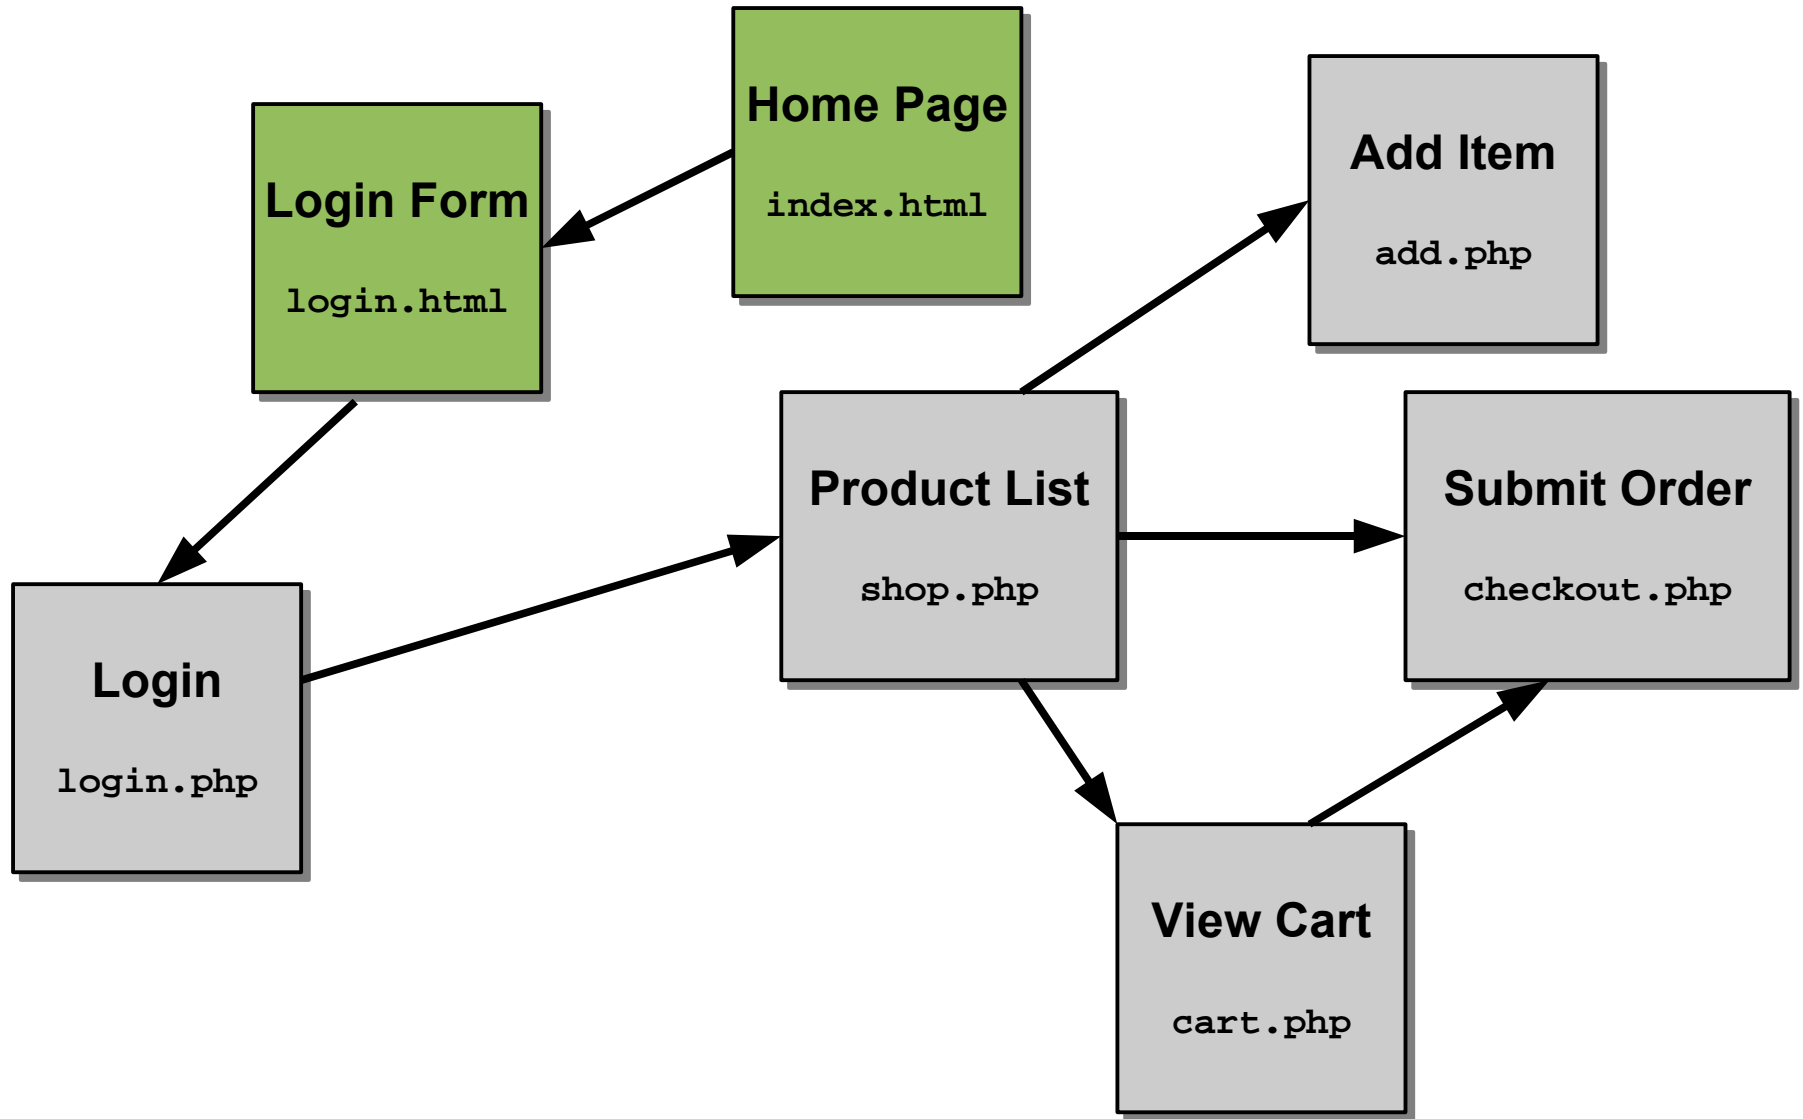 Home Page
index.html
Login Form
login.html
Add Item
add.php
Product List
shop.php
Submit Order
checkout.php
Login
login.php
View Cart
cart.php